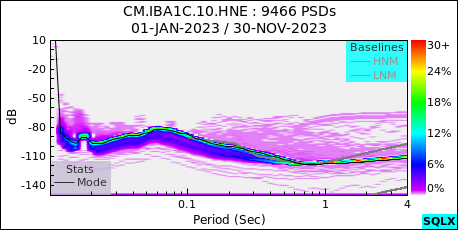 CM.IBA1C.10.HNE : 9466 PSDs
01-JAN-2023 / 30-NOV-2023
10
-20
-50
-80
-110
-140
dB
Baselines
HNM
LNM
Stats
Mode
30+
24%
18%
12%
6%
0%
0.1
1
4
Period (Sec)
SQLX